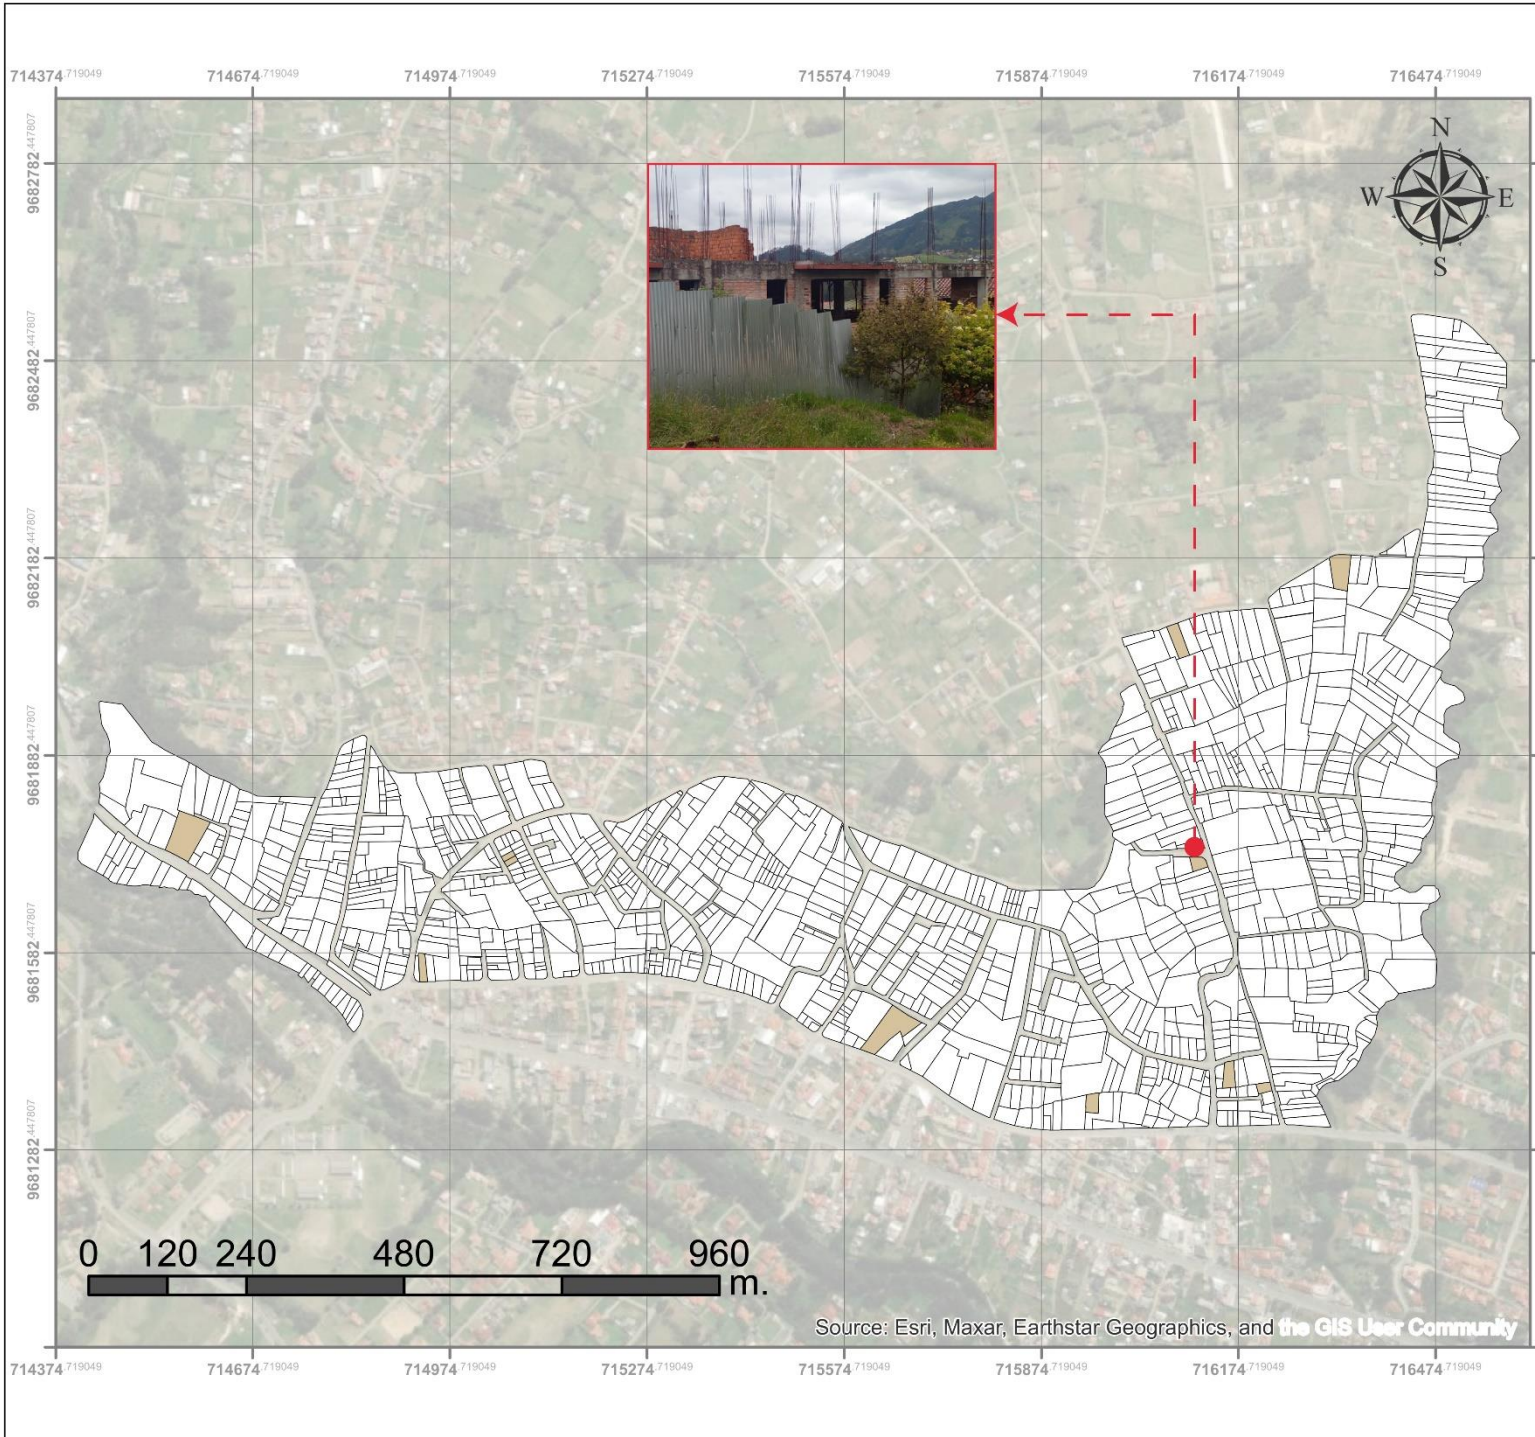 714374.719049 714674.719049 714974.719049 715274.719049 715574.719049 715874.719049 716174.719049 716474.719049
9682782.447807
9682482.447807
9682182.447807
9681882.447807
9681582.447807
9681282.447807
N
W E
S
0 120 240 480 720 960
m.
Source: Esri, Maxar, Earthstar Geographics, and the GIS User Community
714374.719049 714674.719049 714974.719049 715274.719049 715574.719049 715874.719049 716174.719049 716474.719049